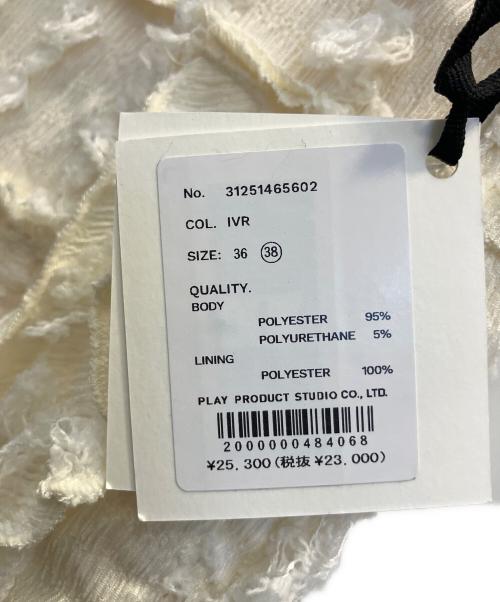 No. 31251465602
COL. IVR
SIZE: 36 38
QUALITY.
BODY
POLYESTER 95%
POLYURETHANE 5%
LINING
POLYESTER 100%
PLAY PRODUCT STUDIO CO., LTD.
2000000484068
¥25,300(税抜 ¥23,000)